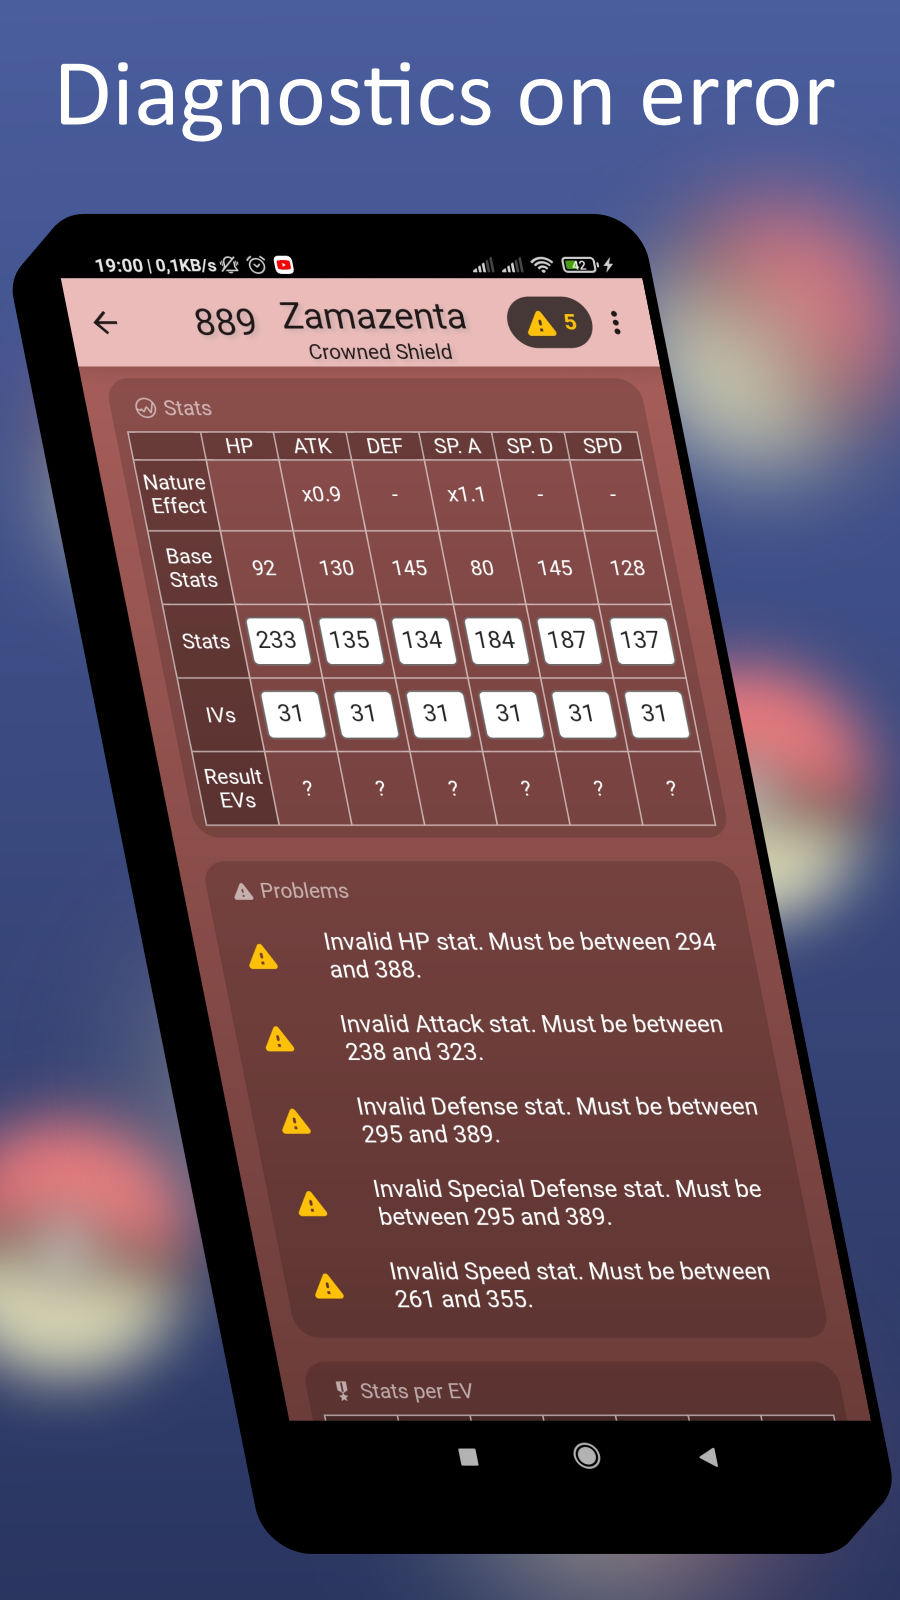 Diagnostics on error
19:00 | 0,1KB/s 42
889 Zamazenta 5
Crowned Shield
Stats
HP ATK DEF SP. A SP. D SPD
Nature Effect x0.9 - x1.1 - -
Base Stats 92 130 145 80 145 128
Stats 233 135 134 184 187 137
IVs 31 31 31 31 31 31
Result EVs ? ? ? ? ? ?
Problems
Invalid HP stat. Must be between 294
and 388.
Invalid Attack stat. Must be between
238 and 323.
Invalid Defense stat. Must be between
295 and 389.
Invalid Special Defense stat. Must be
between 295 and 389.
Invalid Speed stat. Must be between
261 and 355.
Stats per EV